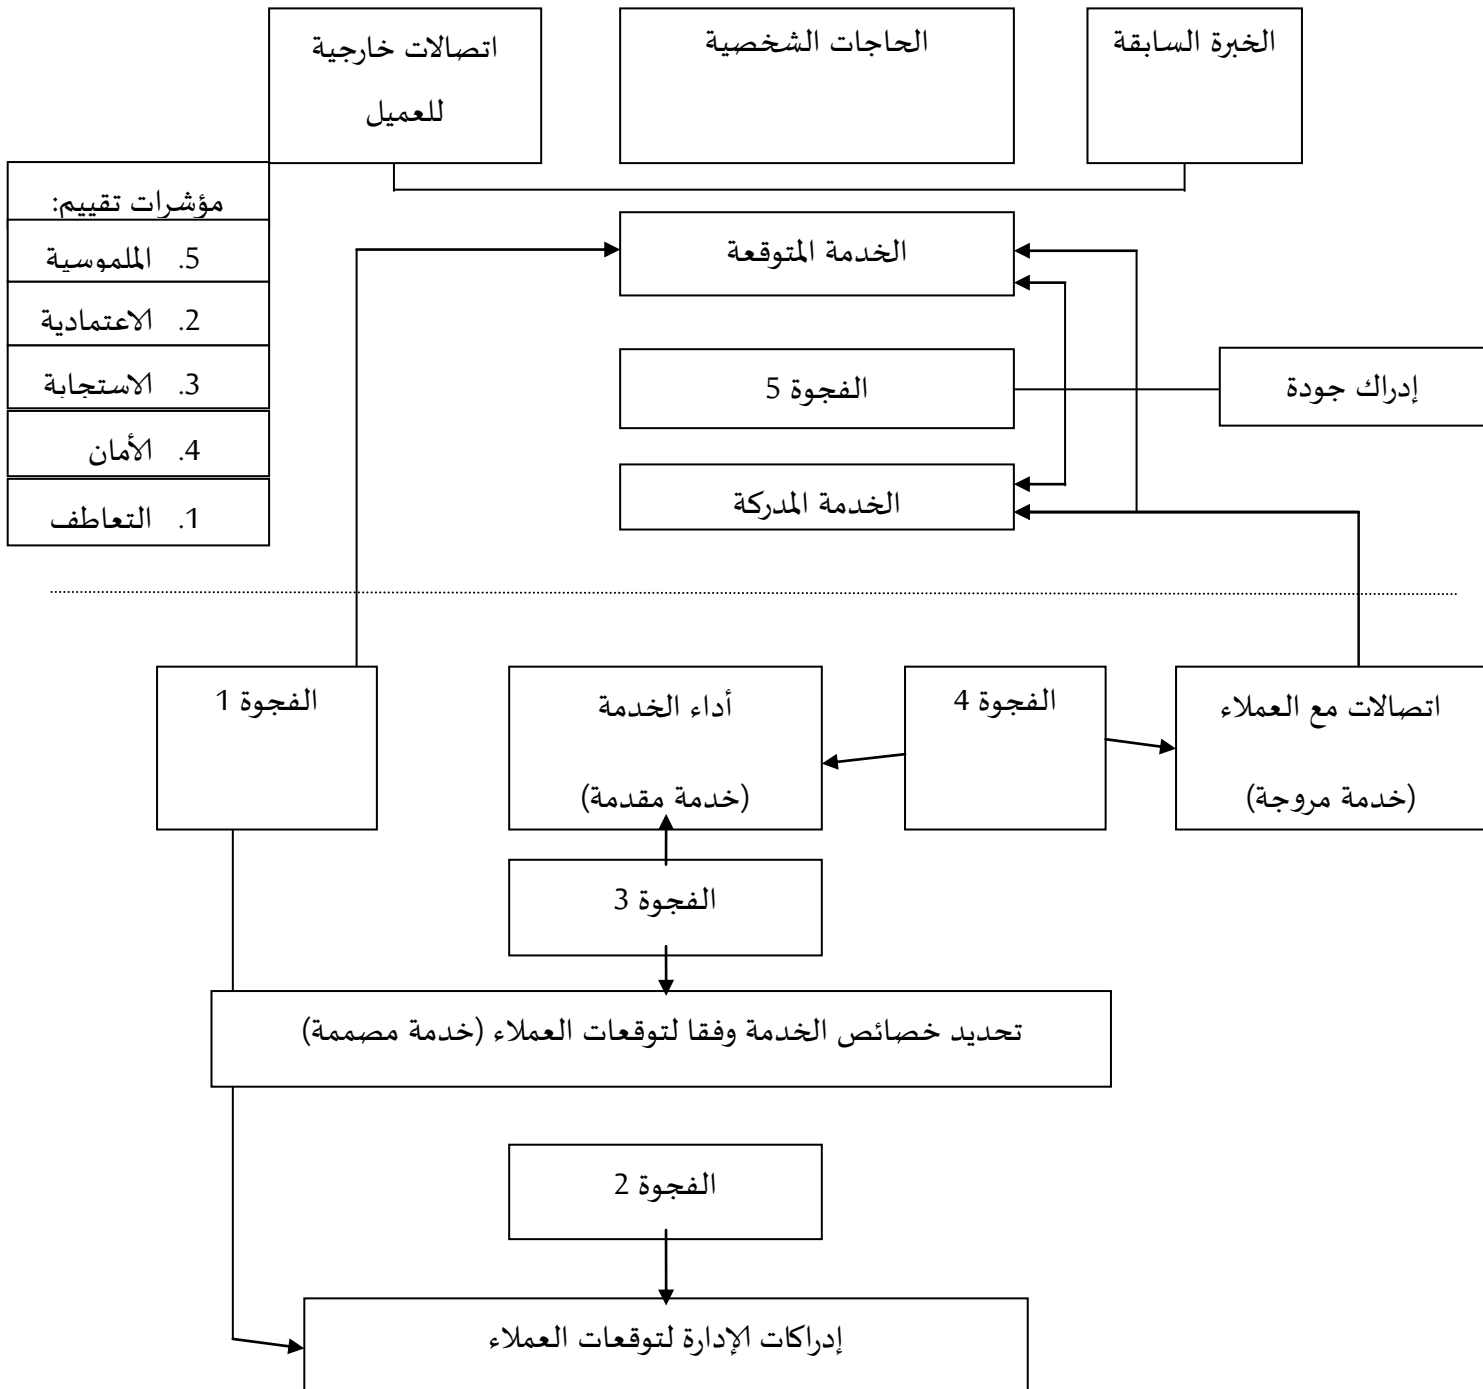 الخبرة السابقة
الحاجات الشخصية
اتصالات خارجية
للعميل
مؤشرات تقييم:
5. الملموسية
2. الاعتمادية
3. الاستجابة
4. الأمان
1. التعاطف
الخدمة المتوقعة
الفجوة 5
إدراك جودة
الخدمة المدركة
اتصالات مع العملاء
(خدمة مروجة)
الفجوة 4
أداء الخدمة
(خدمة مقدمة)
الفجوة 1
الفجوة 3
تحديد خصائص الخدمة وفقا لتوقعات العملاء (خدمة مصممة)
الفجوة 2
إدراكات الإدارة لتوقعات العملاء